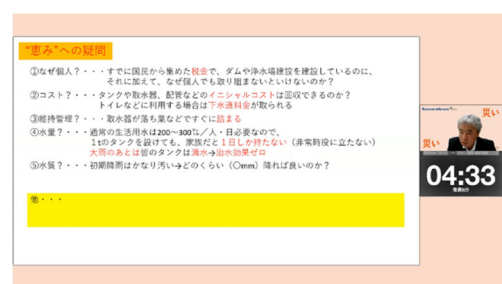 “恵み”への疑問
①なぜ個人？・・・すでに国民から集めた税金で、ダムや浄水場建設を建設しているのに、
それに加えて、なぜ個人でも取り組まないといけないのか？
②コスト？・・・タンクや取水器、配管などのイニシャルコストは回収できるのか？
トイレなどに利用する場合は下水道料金が取られる
③維持管理？・・・取水器が落ち葉などですぐに詰まる
④水量？・・・通常の生活用水は200～300㍑／人・日必要なので、
1tのタンクを設けても、家族だと1日しか持たない（非常時役に立たない）
大雨のあとは皆のタンクは満水→治水効果ゼロ
⑤水質？・・・初期降雨はかなり汚い→どのくらい（〇mm）降れば良いのか？
他・・・
災い
災い
04:33